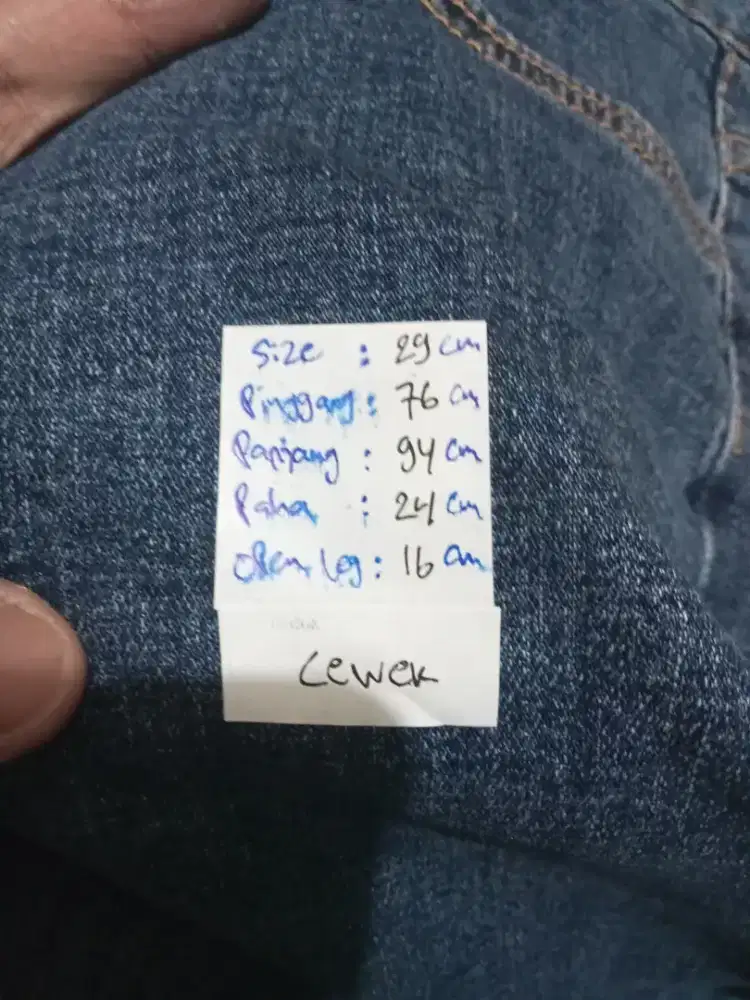 Size : 29 cm
Pinggang : 76 cm
Panjang : 94 cm
Paha : 24 cm
open leg : 16 cm
Cewek